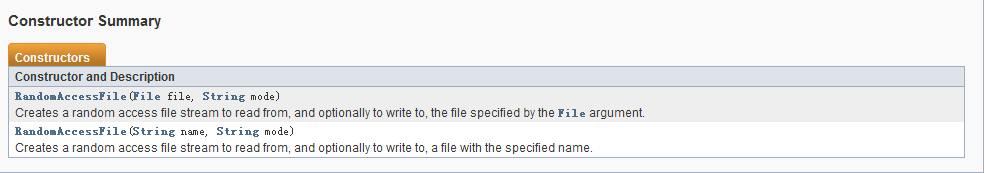 Constructor Summary
Constructors
Constructor and Description
RandomAccessFile(File file, String mode)
Creates a random access file stream to read from, and optionally to write to, the file specified by the File argument.
RandomAccessFile(String name, String mode)
Creates a random access file stream to read from, and optionally to write to, a file with the specified name.